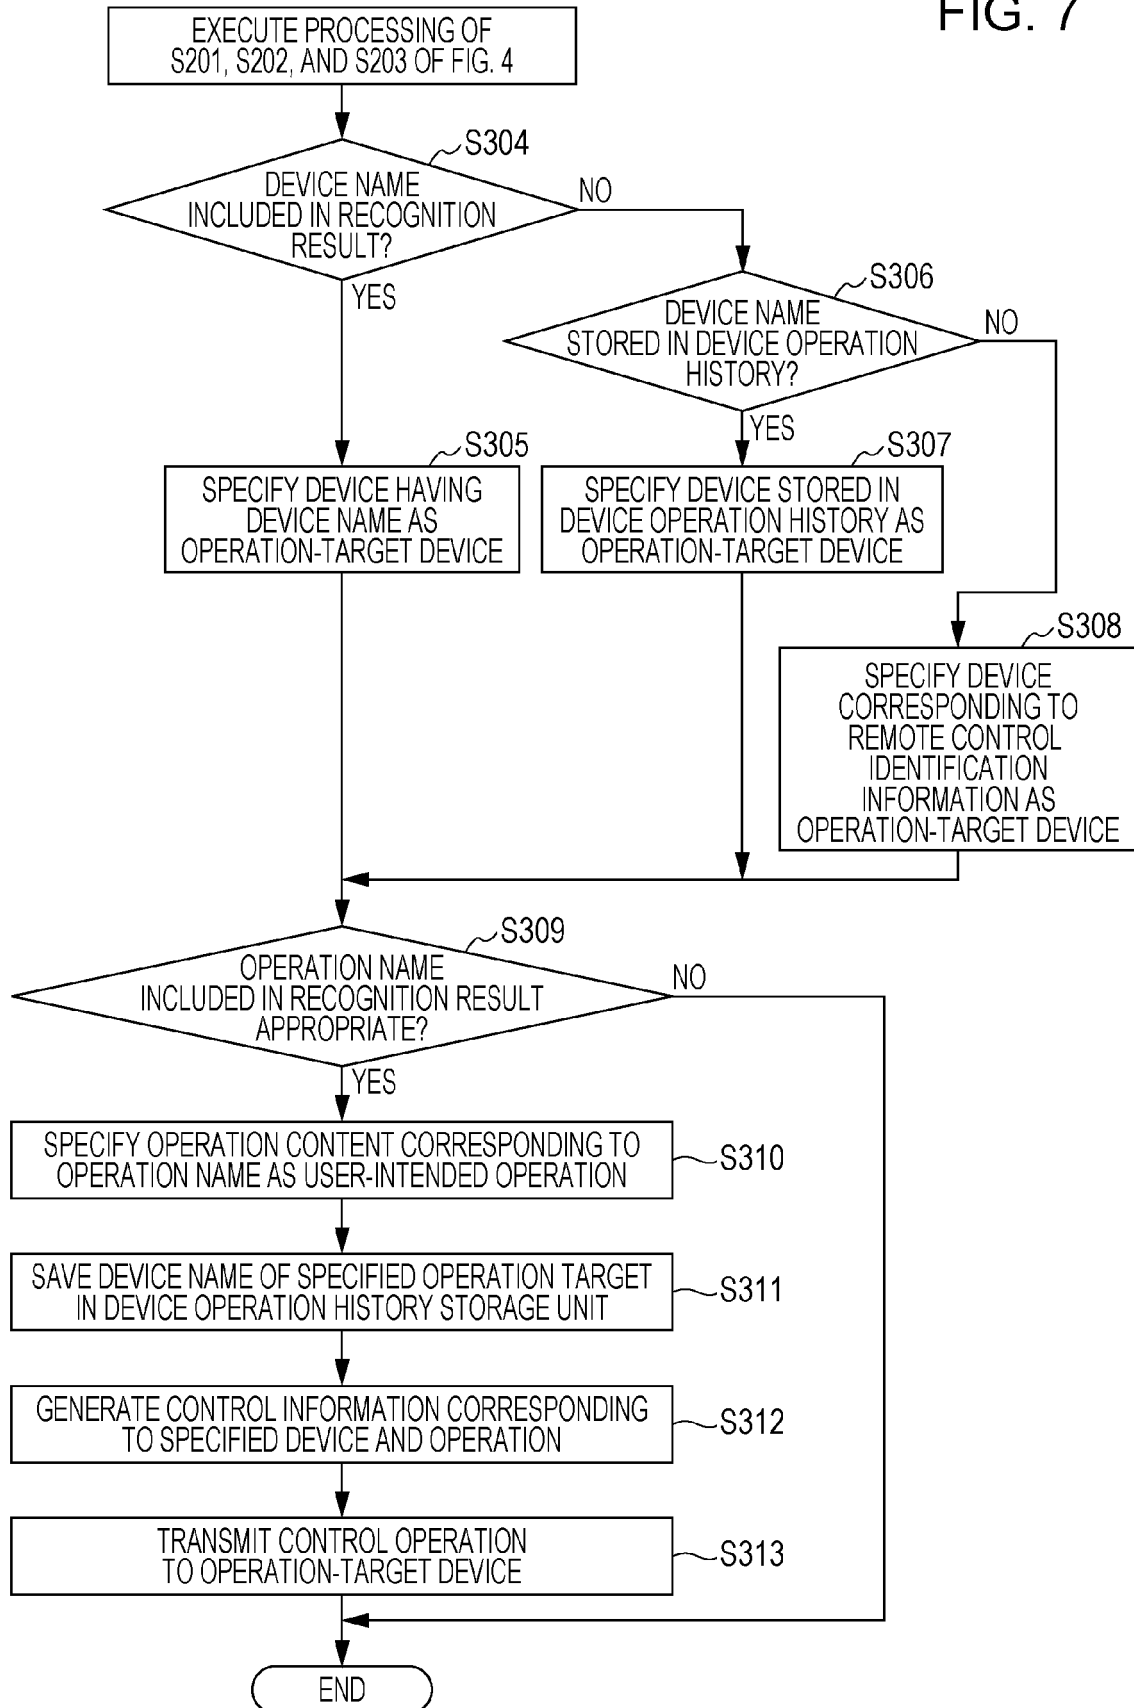 FIG. 7
EXECUTE PROCESSING OF
S201, S202, AND S203 OF FIG. 4
S304
DEVICE NAME
INCLUDED IN RECOGNITION
RESULT?
NO
YES
S306
DEVICE NAME
STORED IN DEVICE OPERATION
HISTORY?
NO
YES
S305
SPECIFY DEVICE HAVING
DEVICE NAME AS
OPERATION-TARGET DEVICE
S307
SPECIFY DEVICE STORED IN
DEVICE OPERATION HISTORY AS
OPERATION-TARGET DEVICE
S308
SPECIFY DEVICE
CORRESPONDING TO
REMOTE CONTROL
IDENTIFICATION
INFORMATION AS
OPERATION-TARGET DEVICE
S309
OPERATION NAME
INCLUDED IN RECOGNITION RESULT
APPROPRIATE?
NO
YES
SPECIFY OPERATION CONTENT CORRESPONDING TO
OPERATION NAME AS USER-INTENDED OPERATION
S310
SAVE DEVICE NAME OF SPECIFIED OPERATION TARGET
IN DEVICE OPERATION HISTORY STORAGE UNIT
S311
GENERATE CONTROL INFORMATION CORRESPONDING
TO SPECIFIED DEVICE AND OPERATION
S312
TRANSMIT CONTROL OPERATION
TO OPERATION-TARGET DEVICE
S313
END